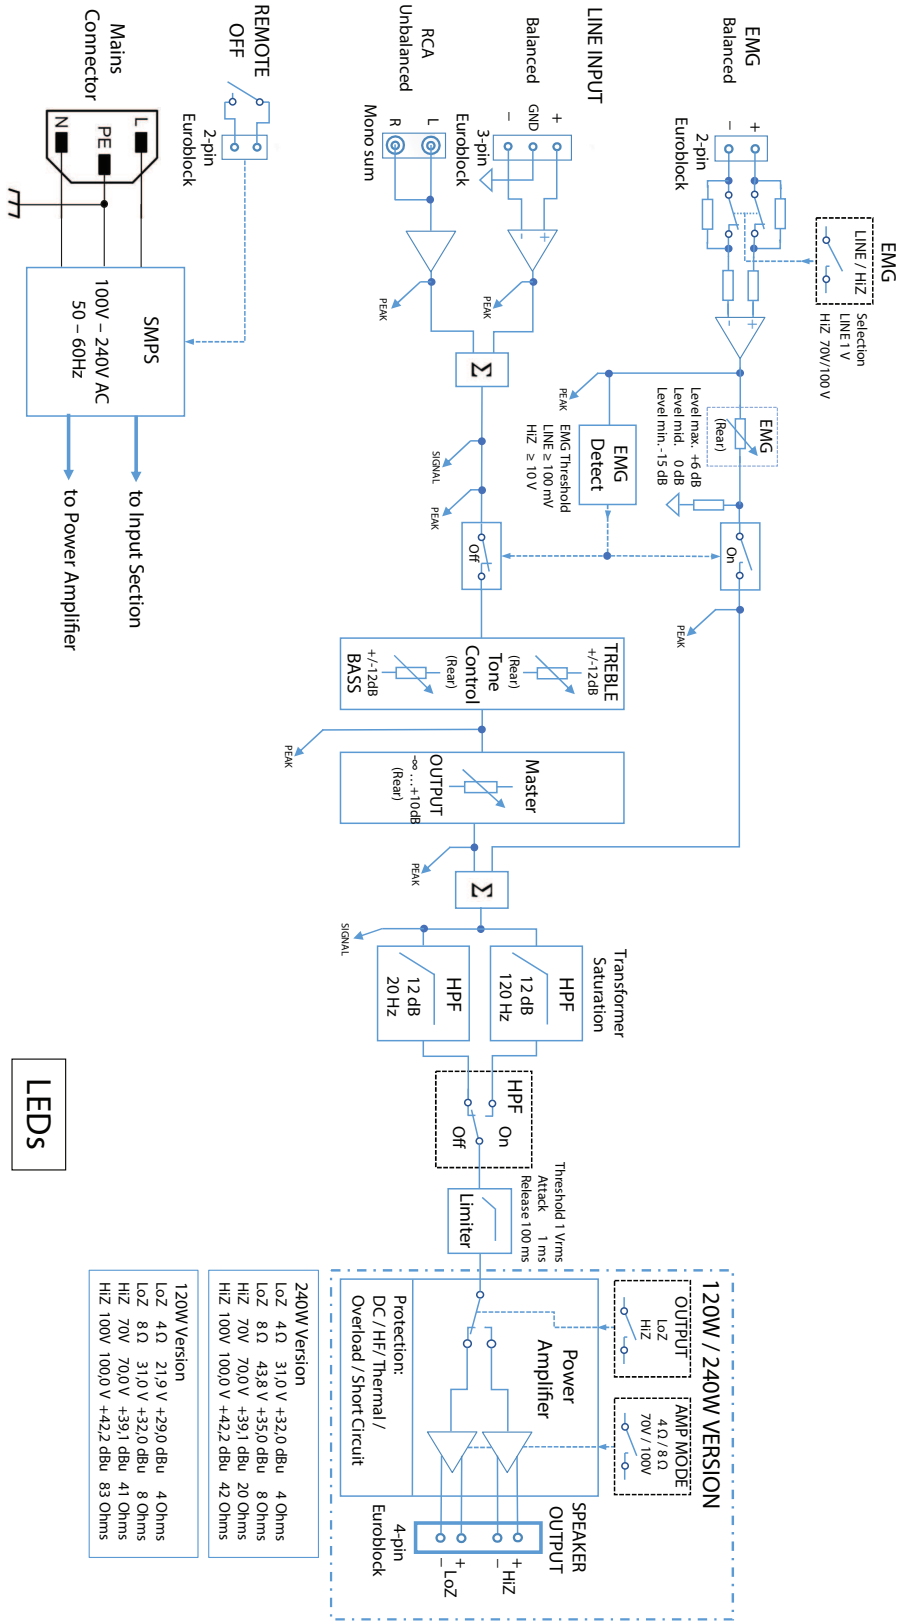 EMG
Balanced
+
−
2-pin
Euroblock
EMG
LINE / HiZ
Selection
LINE 1 V
HiZ 70V/100 V
+
−
EMG
(Rear)
Level max. +6 dB
Level mid. 0 dB
Level min. -15 dB
PEAK
EMG
Detect
EMG Threshold
LINE ≥ 100 mV
HiZ ≥ 10 V
On
PEAK
LINE INPUT
Balanced
+
GND
−
3-pin
Euroblock
+
−
PEAK
RCA
Unbalanced
L
R
Mono sum
PEAK
Σ
SIGNAL
PEAK
Off
TREBLE
+/-12dB
(Rear)
Tone
Control
(Rear)
+/-12dB
BASS
PEAK
Master
OUTPUT
-∞ ...+10dB
(Rear)
PEAK
Σ
SIGNAL
Transformer
Saturation
HPF
12 dB
120 Hz
HPF
12 dB
20 Hz
HPF
On
Off
Threshold 1 Vrms
Attack 1 ms
Release 100 ms
Limiter
120W / 240W VERSION
OUTPUT
LoZ
HiZ
AMP MODE
4 Ω / 8 Ω
70V / 100V
Power
Amplifier
Protection:
DC / HF/ Thermal /
Overload / Short Circuit
SPEAKER
OUTPUT
+
− HiZ
+
− LoZ
4-pin
Euroblock
240W Version
LoZ 4 Ω 31,0 V +32,0 dBu 4 Ohms
LoZ 8 Ω 43,8 V +35,0 dBu 8 Ohms
HiZ 70V 70,0 V +39,1 dBu 20 Ohms
HiZ 100V 100,0 V +42,2 dBu 42 Ohms
120W Version
LoZ 4 Ω 21,9 V +29,0 dBu 4 Ohms
LoZ 8 Ω 31,0 V +32,0 dBu 8 Ohms
HiZ 70V 70,0 V +39,1 dBu 41 Ohms
HiZ 100V 100,0 V +42,2 dBu 83 Ohms
REMOTE
OFF
2-pin
Euroblock
Mains
Connector
L
PE
N
SMPS
100V – 240V AC
50 – 60Hz
to Input Section
to Power Amplifier
LEDs